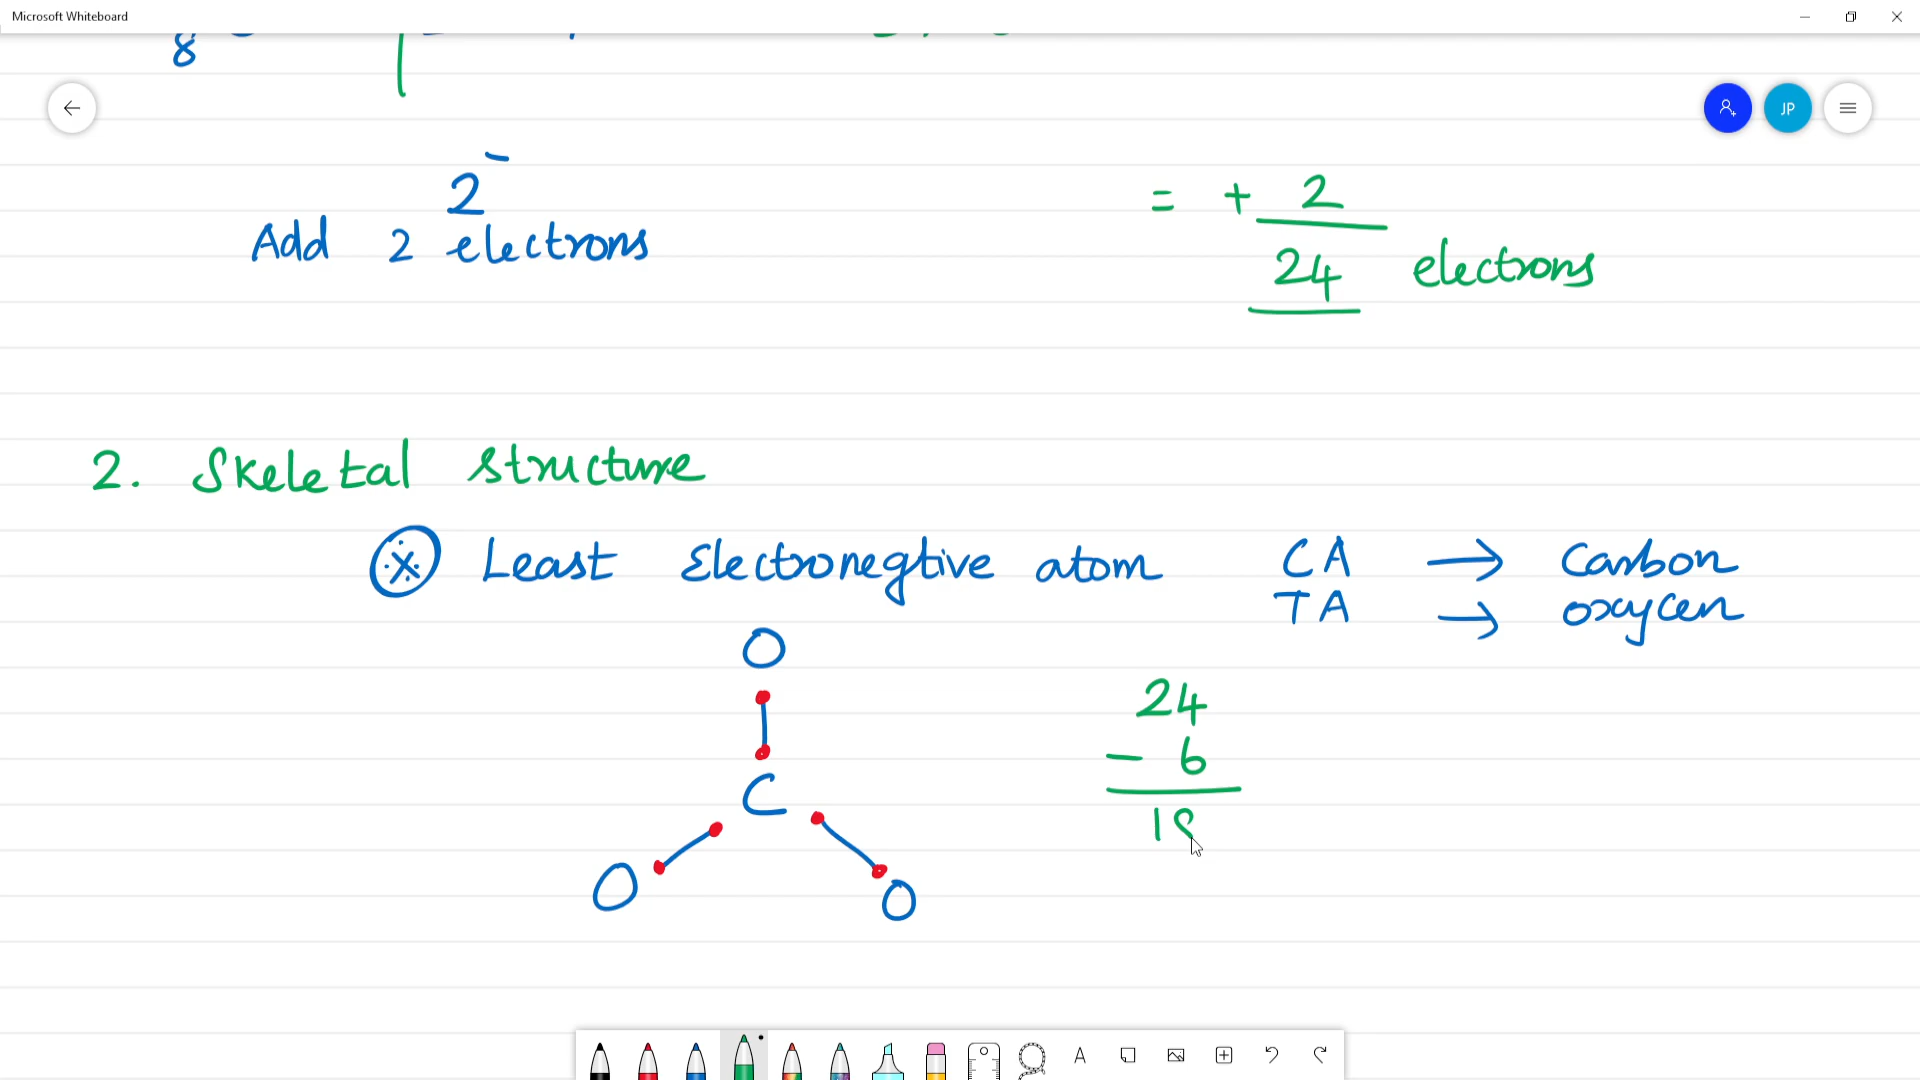 Microsoft Whiteboard
8
JP
2 -
= + 2
Add 2 electrons
24 electrons
2. Skeletal structure
Least Electronegtive atom CA → Carbon
TA → oxycen
O
24
- 6
C
18
O O
A